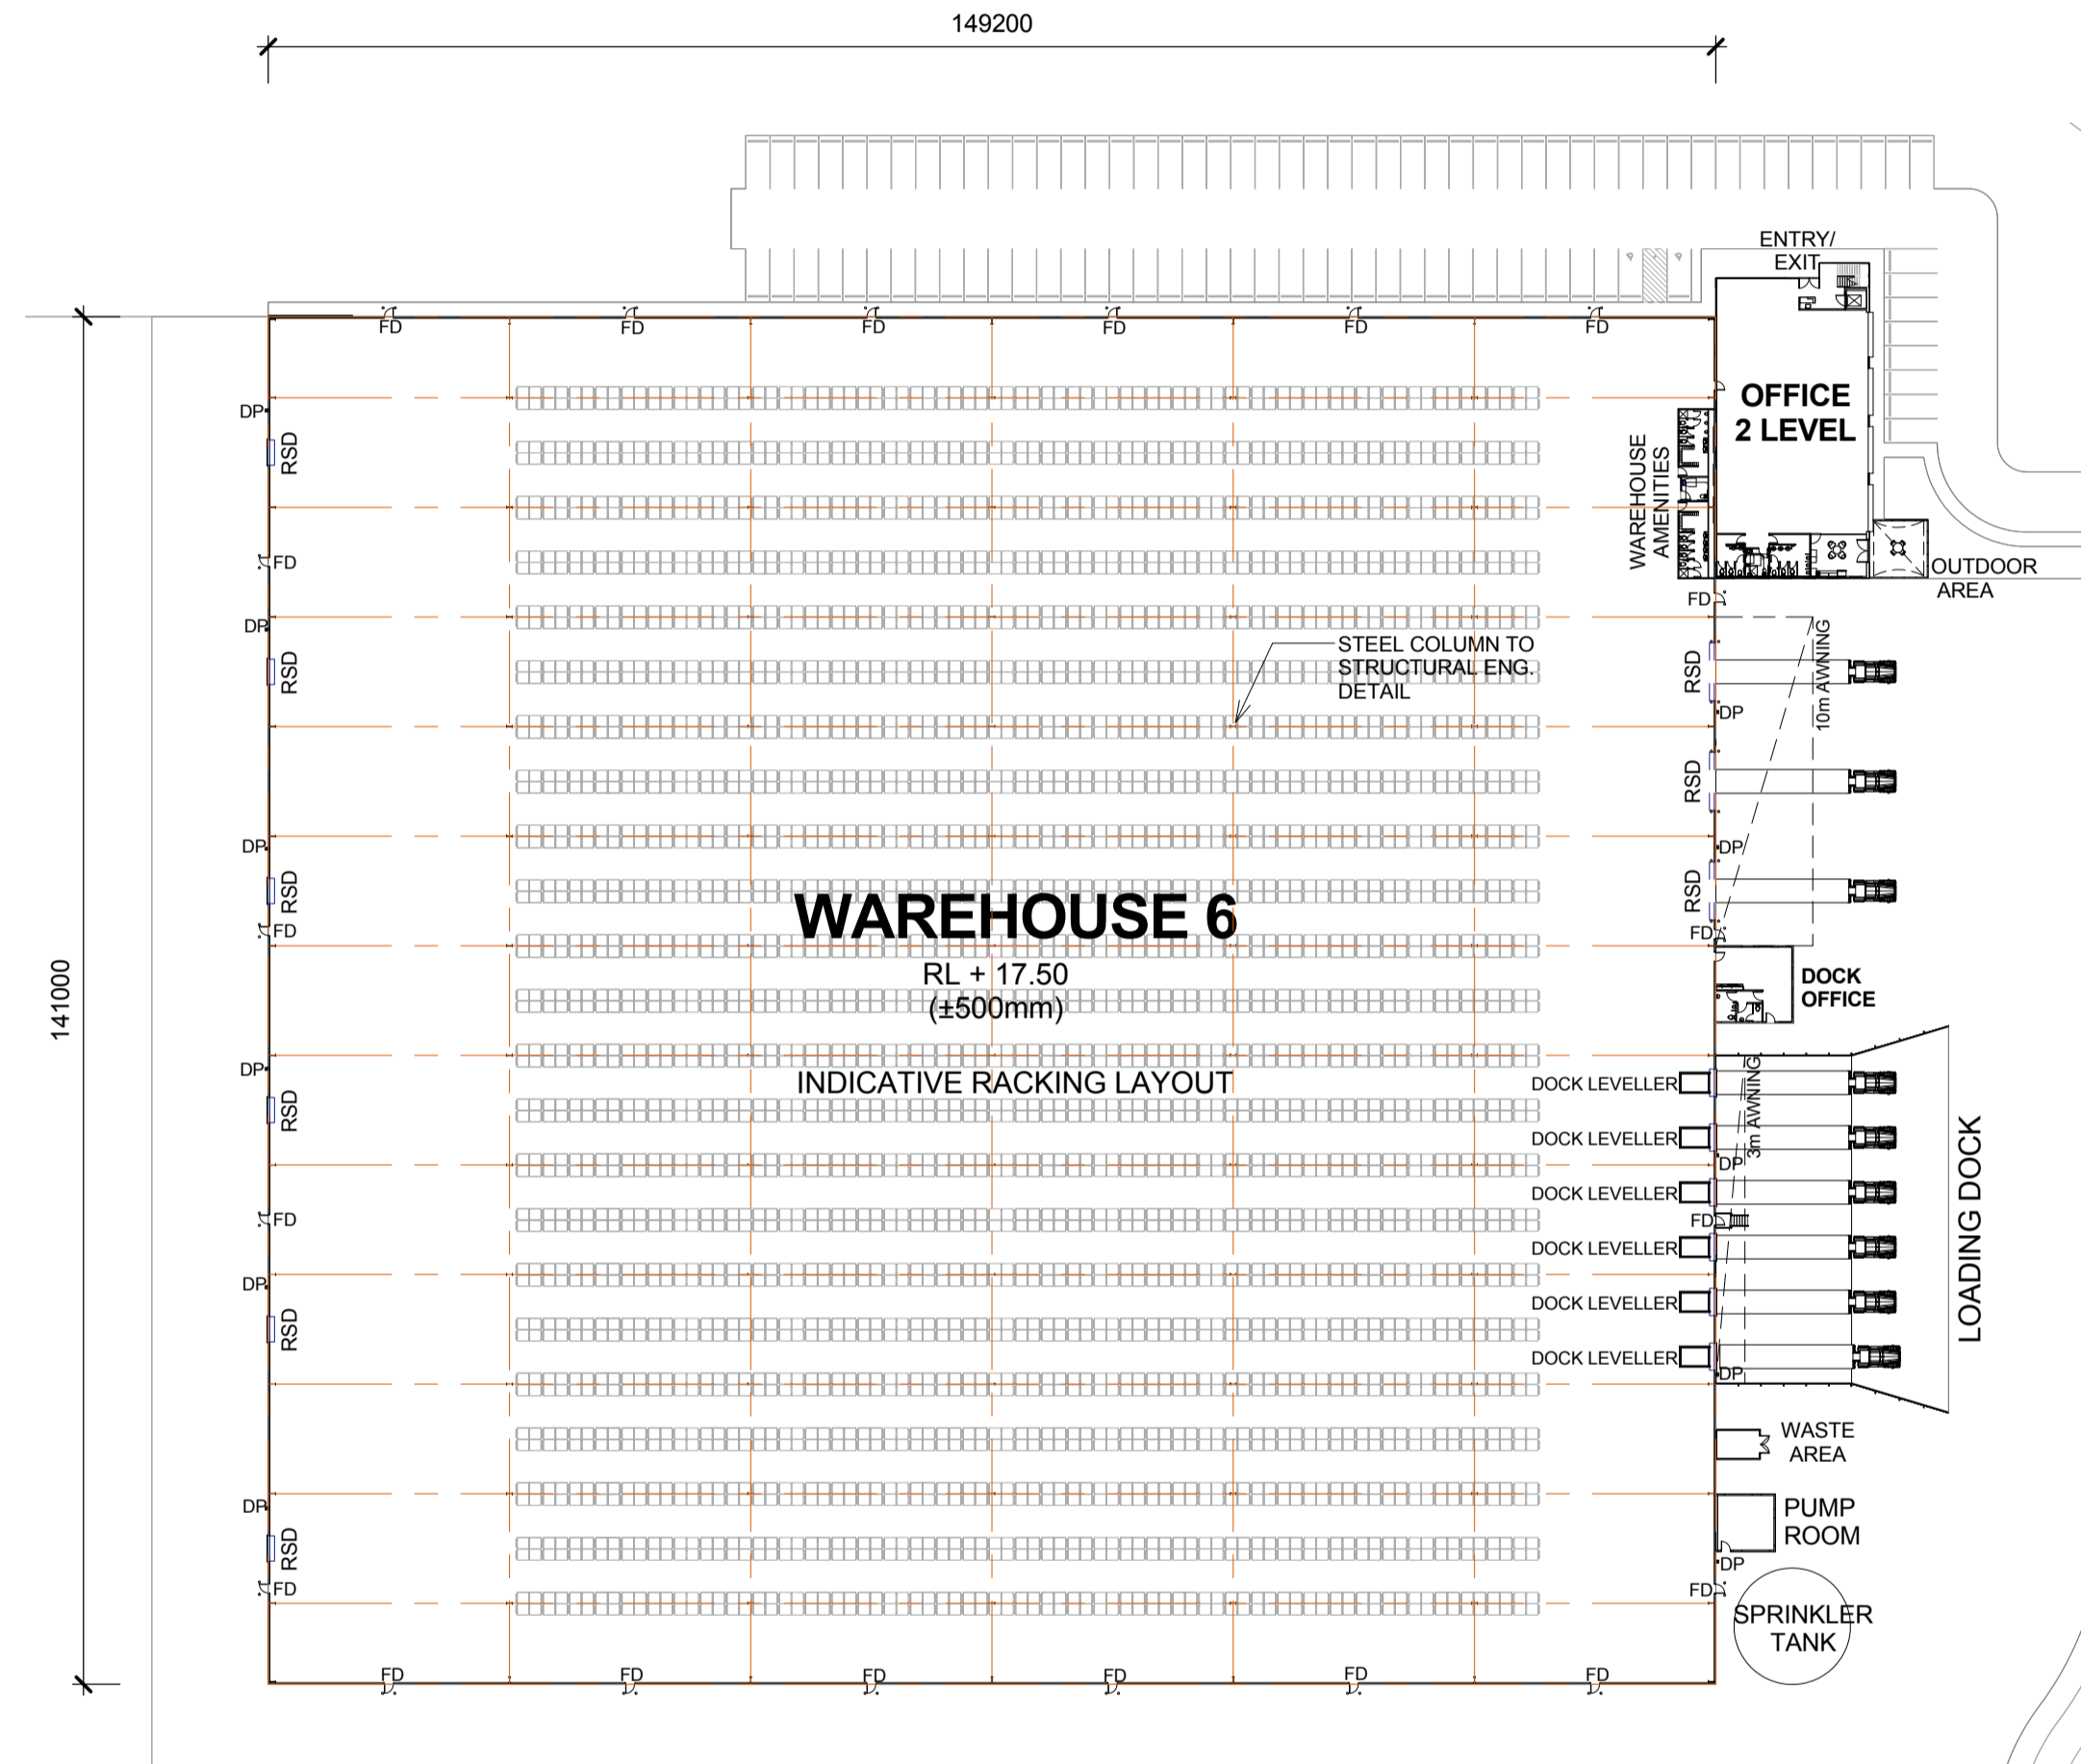 149200
ENTRY/
EXIT
FD
FD
FD
FD
FD
FD
OFFICE
2 LEVEL
DP
RSD
WAREHOUSE
AMENITIES
FD
OUTDOOR
AREA
FD
DP
10m AWNING
STEEL COLUMN TO
STRUCTURAL ENG.
DETAIL
RSD
RSD
DP
RSD
DP
DP
RSD
RSD
WAREHOUSE 6
FD
FD
RL + 17.50
(±500mm)
DOCK
OFFICE
141000
DP
INDICATIVE RACKING LAYOUT
RSD
3m AWNING
DOCK LEVELLER
DOCK LEVELLER
DP
DOCK LEVELLER
FD
FD
LOADING DOCK
DOCK LEVELLER
DP
DOCK LEVELLER
RSD
DOCK LEVELLER
DP
WASTE
AREA
DP
PUMP
ROOM
RSD
DP
FD
FD
SPRINKLER
TANK
FD
FD
FD
FD
FD
FD